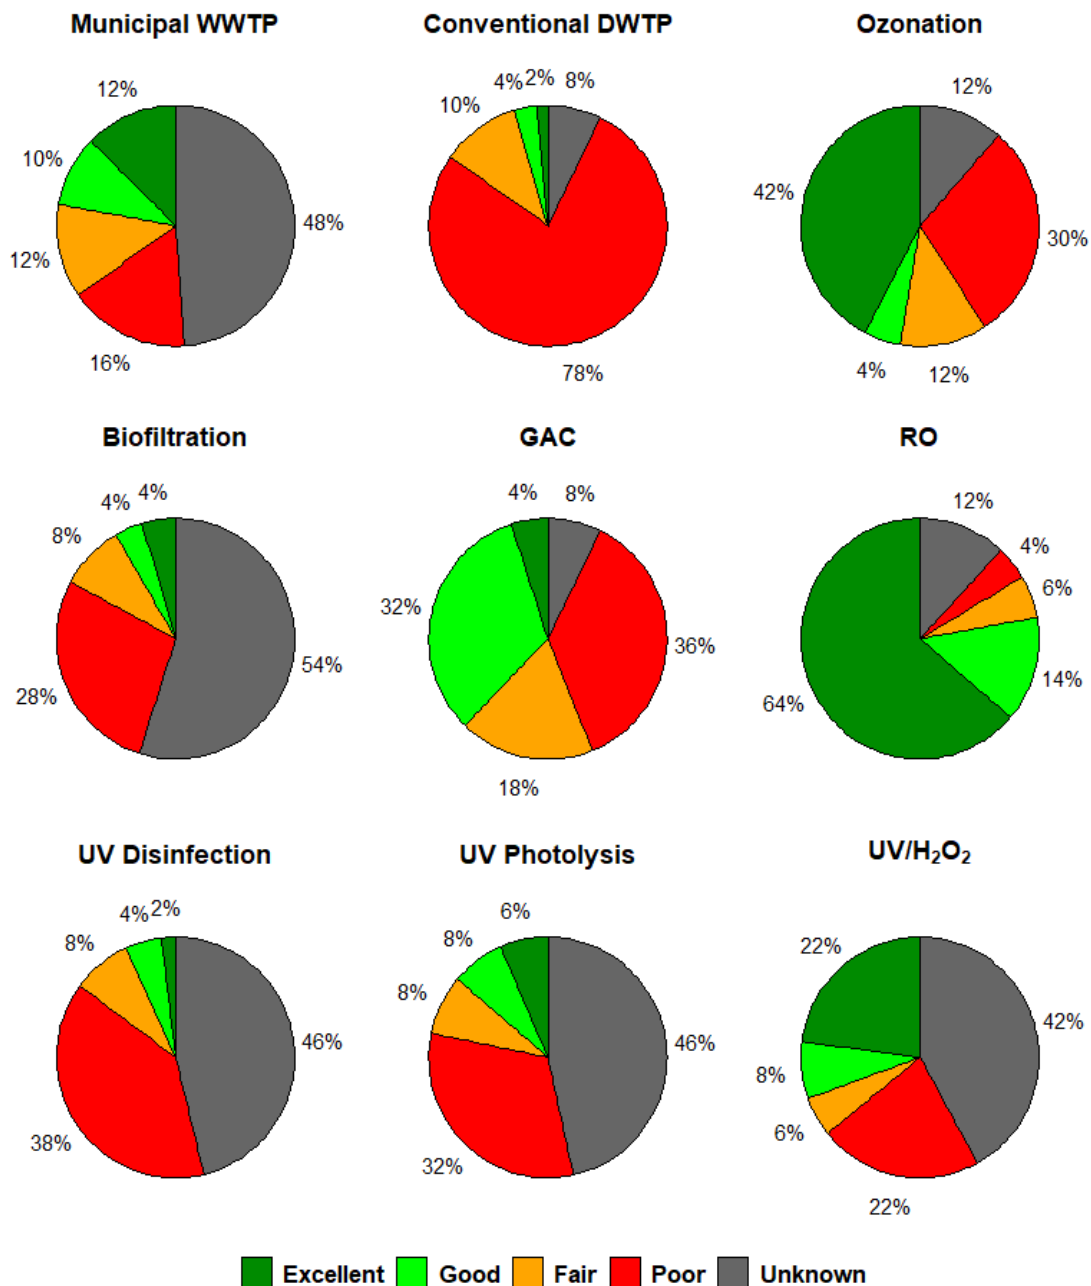 Municipal WWTP Conventional DWTP Ozonation
12% 10% 12% 16% 48%
4% 2% 8% 10% 78%
12% 42% 30% 4% 12%
Biofiltration GAC RO
4% 4% 8% 28% 54%
4% 8% 32% 36% 18%
12% 4% 6% 14% 64%
UV Disinfection UV Photolysis UV/H₂O₂
4% 2% 8% 46% 38%
6% 8% 8% 46% 32%
22% 42% 8% 6% 22%
Excellent Good Fair Poor Unknown